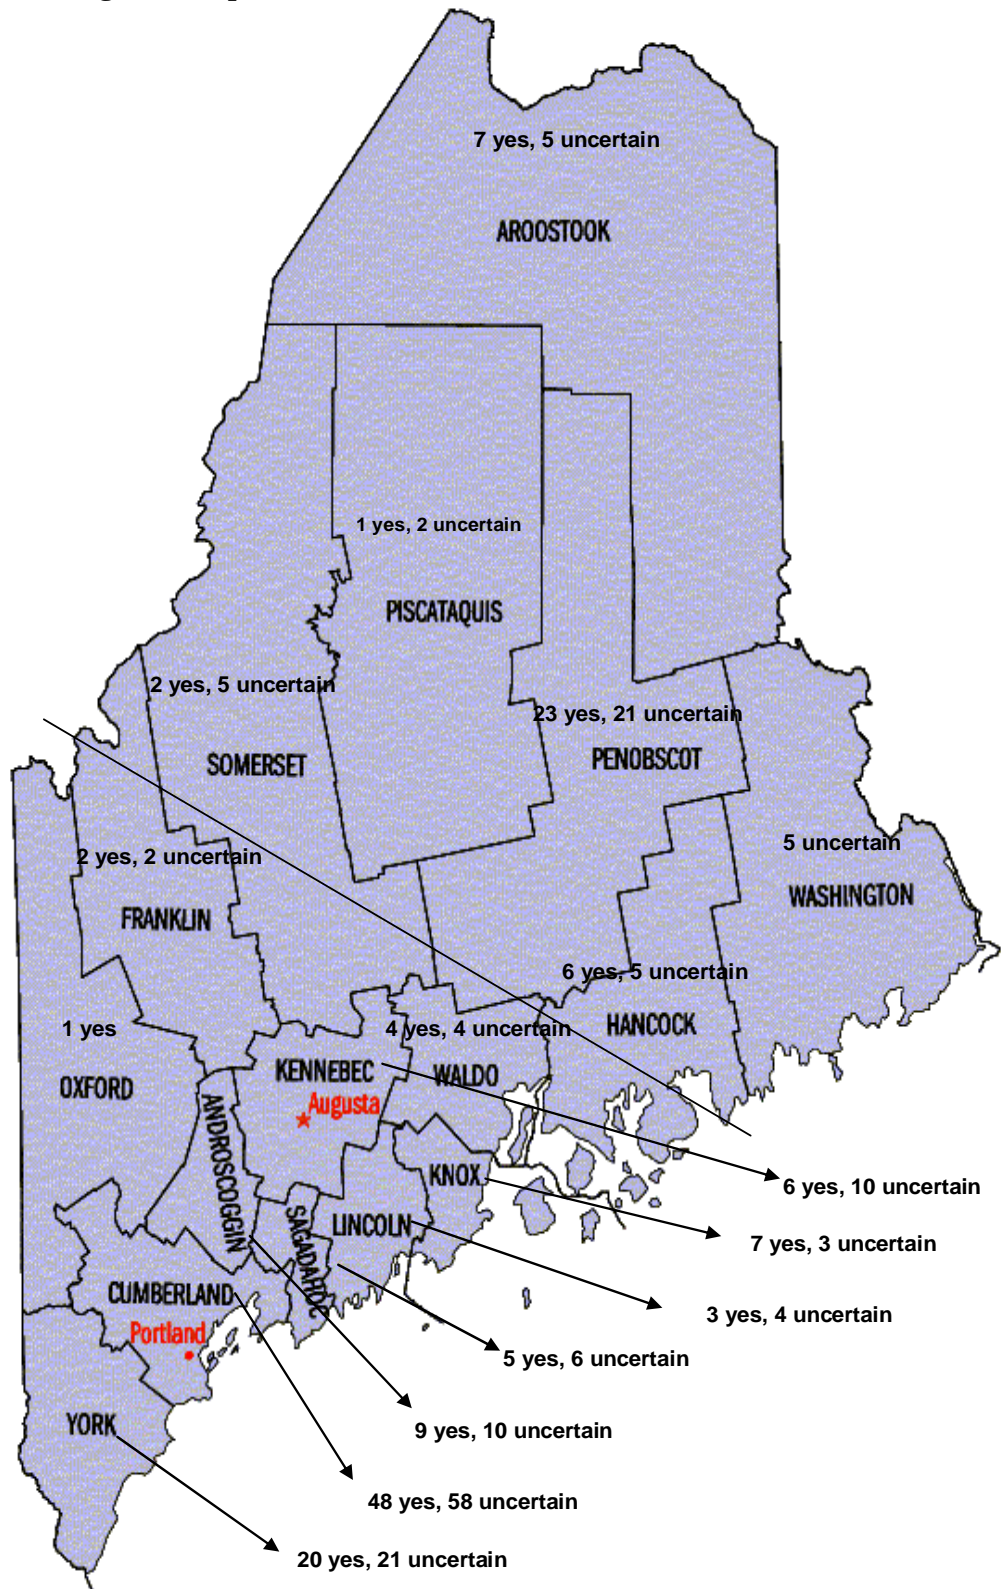 7 yes, 5 uncertain
AROOSTOOK
1 yes, 2 uncertain
PISCATAQUIS
2 yes, 5 uncertain
23 yes, 21 uncertain
SOMERSET
PENOBSCOT
5 uncertain
2 yes, 2 uncertain
WASHINGTON
FRANKLIN
6 yes, 5 uncertain
1 yes
4 yes, 4 uncertain
HANCOCK
KENNEBEC
WALDO
OXFORD
Augusta
ANDROSCOGGIN
KNOX
6 yes, 10 uncertain
SAGADAHOC
LINCOLN
7 yes, 3 uncertain
CUMBERLAND
3 yes, 4 uncertain
Portland
5 yes, 6 uncertain
YORK
9 yes, 10 uncertain
48 yes, 58 uncertain
20 yes, 21 uncertain